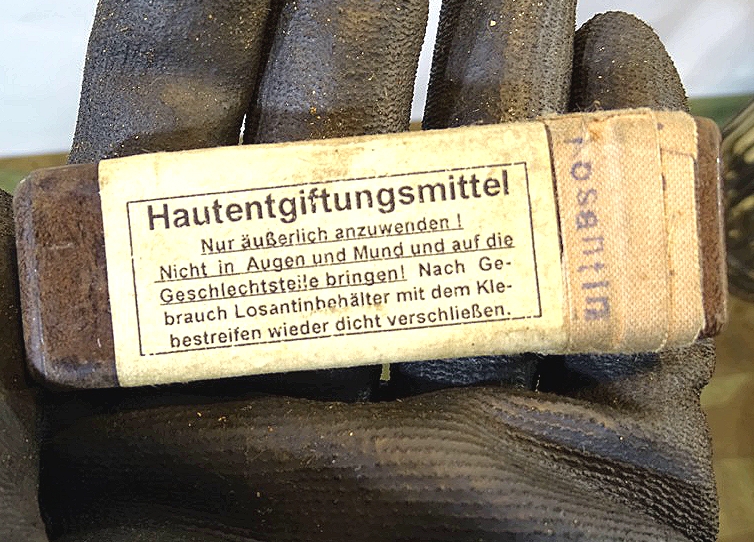 Hautentgiftungsmittel
Nur äußerlich anzuwenden !
Nicht in Augen und Mund und auf die
Geschlechtsteile bringen! Nach Ge-
brauch Losantinbehälter mit dem Kle-
bestreifen wieder dicht verschließen.
rosantin